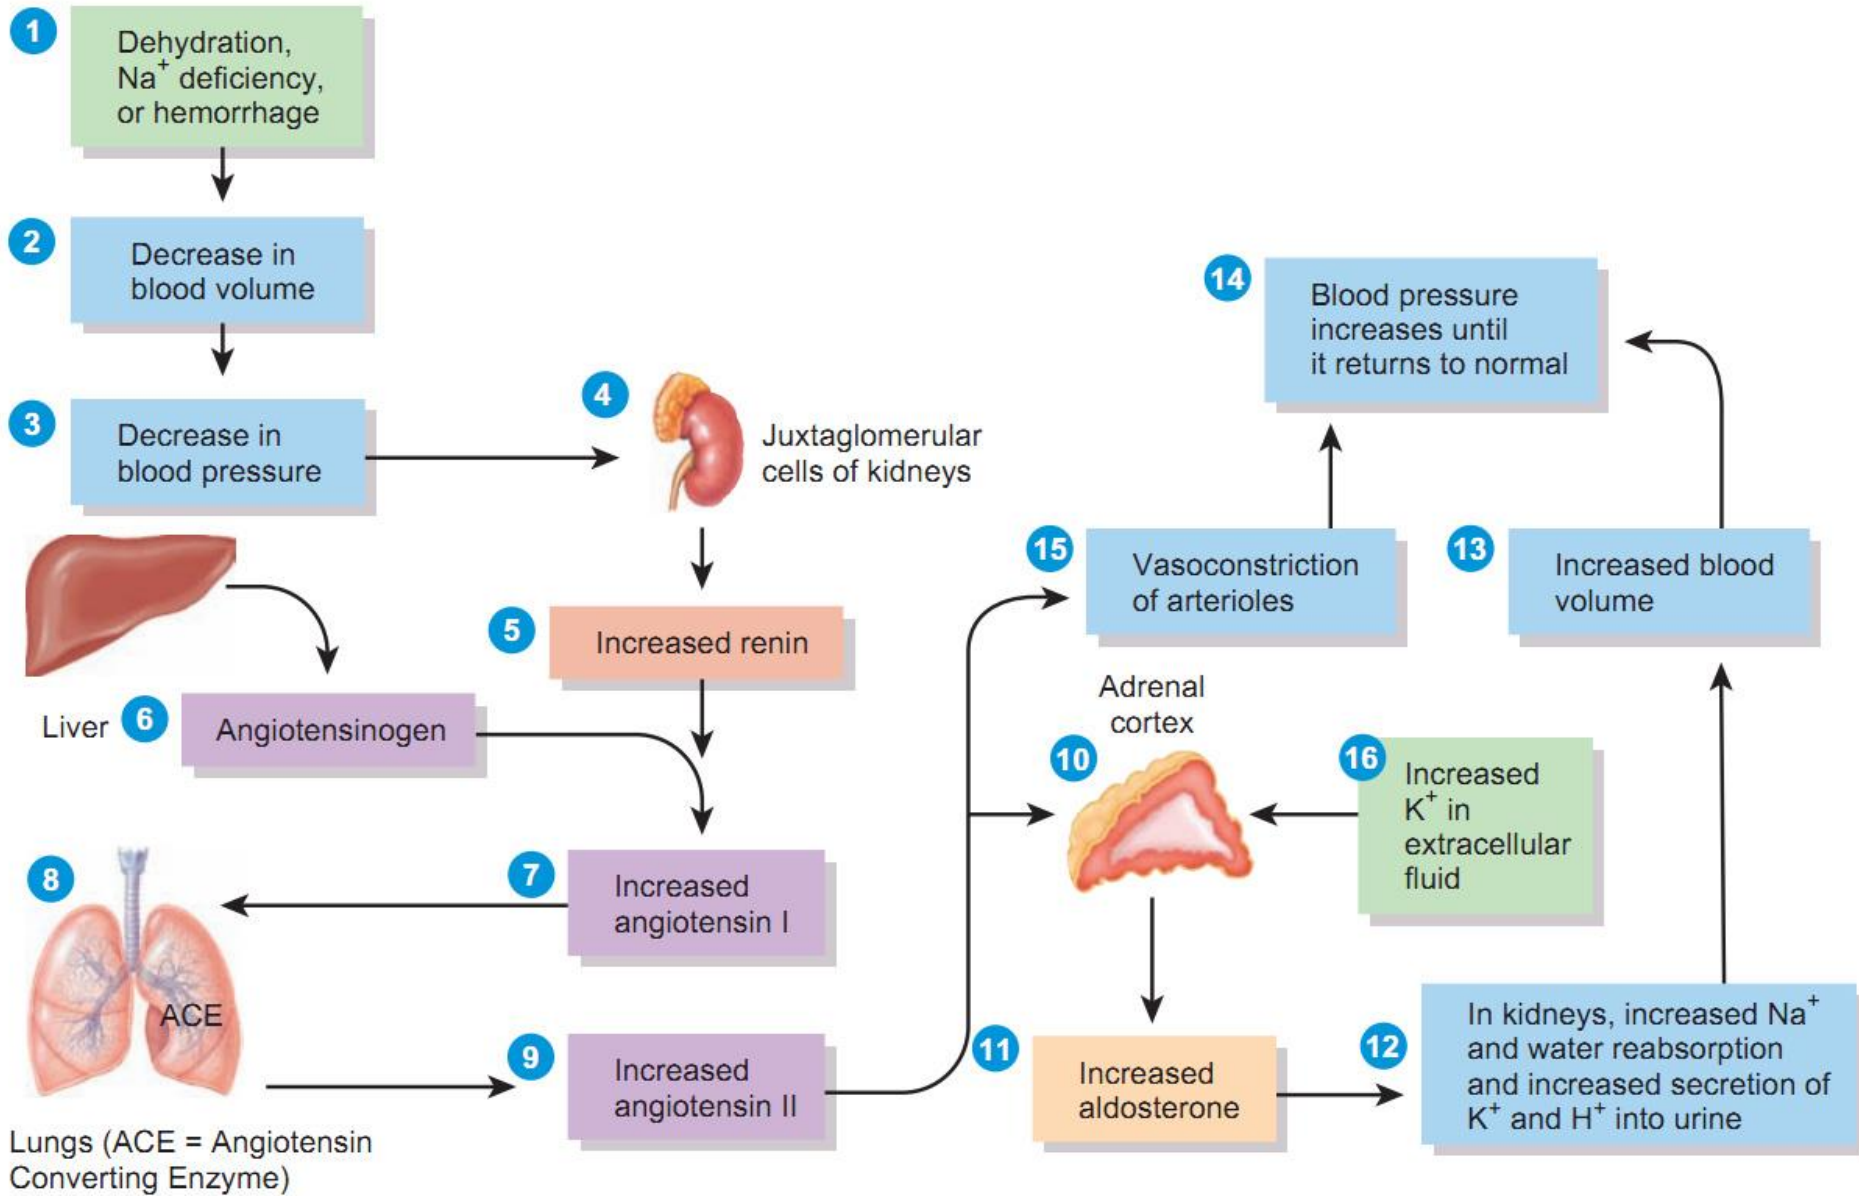 1
Dehydration,
Na⁺ deficiency,
or hemorrhage
2
Decrease in
blood volume
3
Decrease in
blood pressure
4
Juxtaglomerular
cells of kidneys
5
Increased renin
Liver
6
Angiotensinogen
7
Increased
angiotensin I
8
ACE
Lungs (ACE = Angiotensin
Converting Enzyme)
9
Increased
angiotensin II
10
Adrenal
cortex
11
Increased
aldosterone
12
In kidneys, increased Na⁺
and water reabsorption
and increased secretion of
K⁺ and H⁺ into urine
13
Increased blood
volume
14
Blood pressure
increases until
it returns to normal
15
Vasoconstriction
of arterioles
16
Increased
K⁺ in
extracellular
fluid